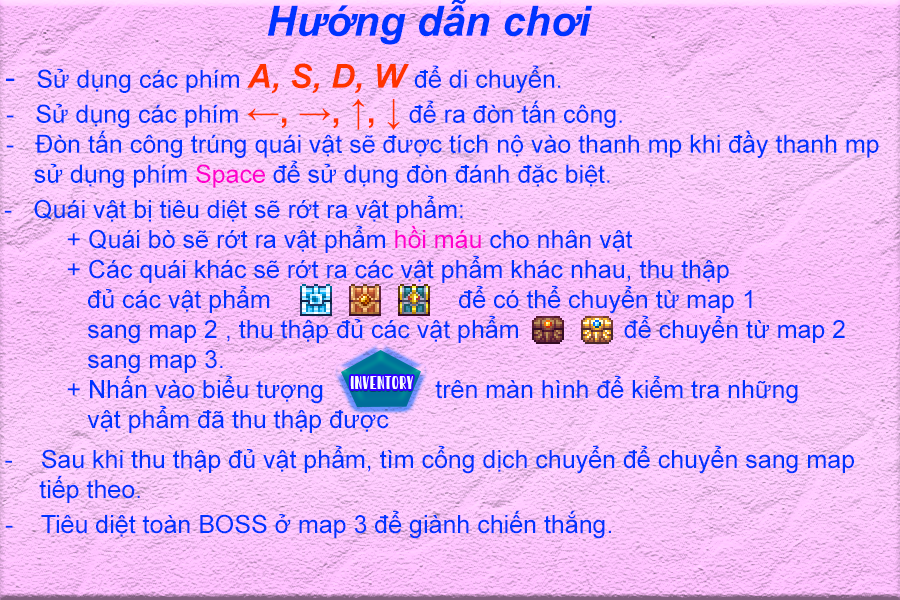 Hướng dẫn chơi
- Sử dụng các phím A, S, D, W để di chuyển.
- Sử dụng các phím ←, →, ↑, ↓ để ra đòn tấn công.
- Đòn tấn công trúng quái vật sẽ được tích nộ vào thanh mp khi đầy thanh mp
sử dụng phím Space để sử dụng đòn đánh đặc biệt.
- Quái vật bị tiêu diệt sẽ rớt ra vật phẩm:
+ Quái bò sẽ rớt ra vật phẩm hồi máu cho nhân vật
+ Các quái khác sẽ rớt ra các vật phẩm khác nhau, thu thập
đủ các vật phẩm để có thể chuyển từ map 1
sang map 2 , thu thập đủ các vật phẩm để chuyển từ map 2
sang map 3.
+ Nhấn vào biểu tượng INVENTORY trên màn hình để kiểm tra những
vật phẩm đã thu thập được
- Sau khi thu thập đủ vật phẩm, tìm cổng dịch chuyển để chuyển sang map
tiếp theo.
- Tiêu diệt toàn BOSS ở map 3 để giành chiến thắng.